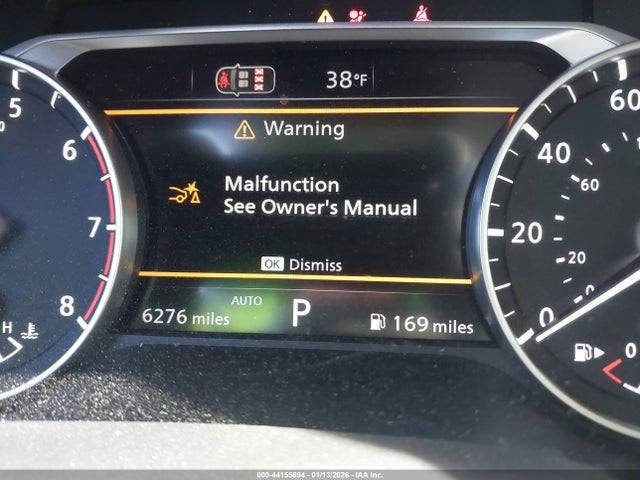 38°F
5
6
7
8
H
Warning
Malfunction
See Owner's Manual
OK Dismiss
AUTO
6276 miles
P
169 miles
60
40
60
20
20
0
0
0
000-44155694 - 01/13/2026 - IAA Inc.